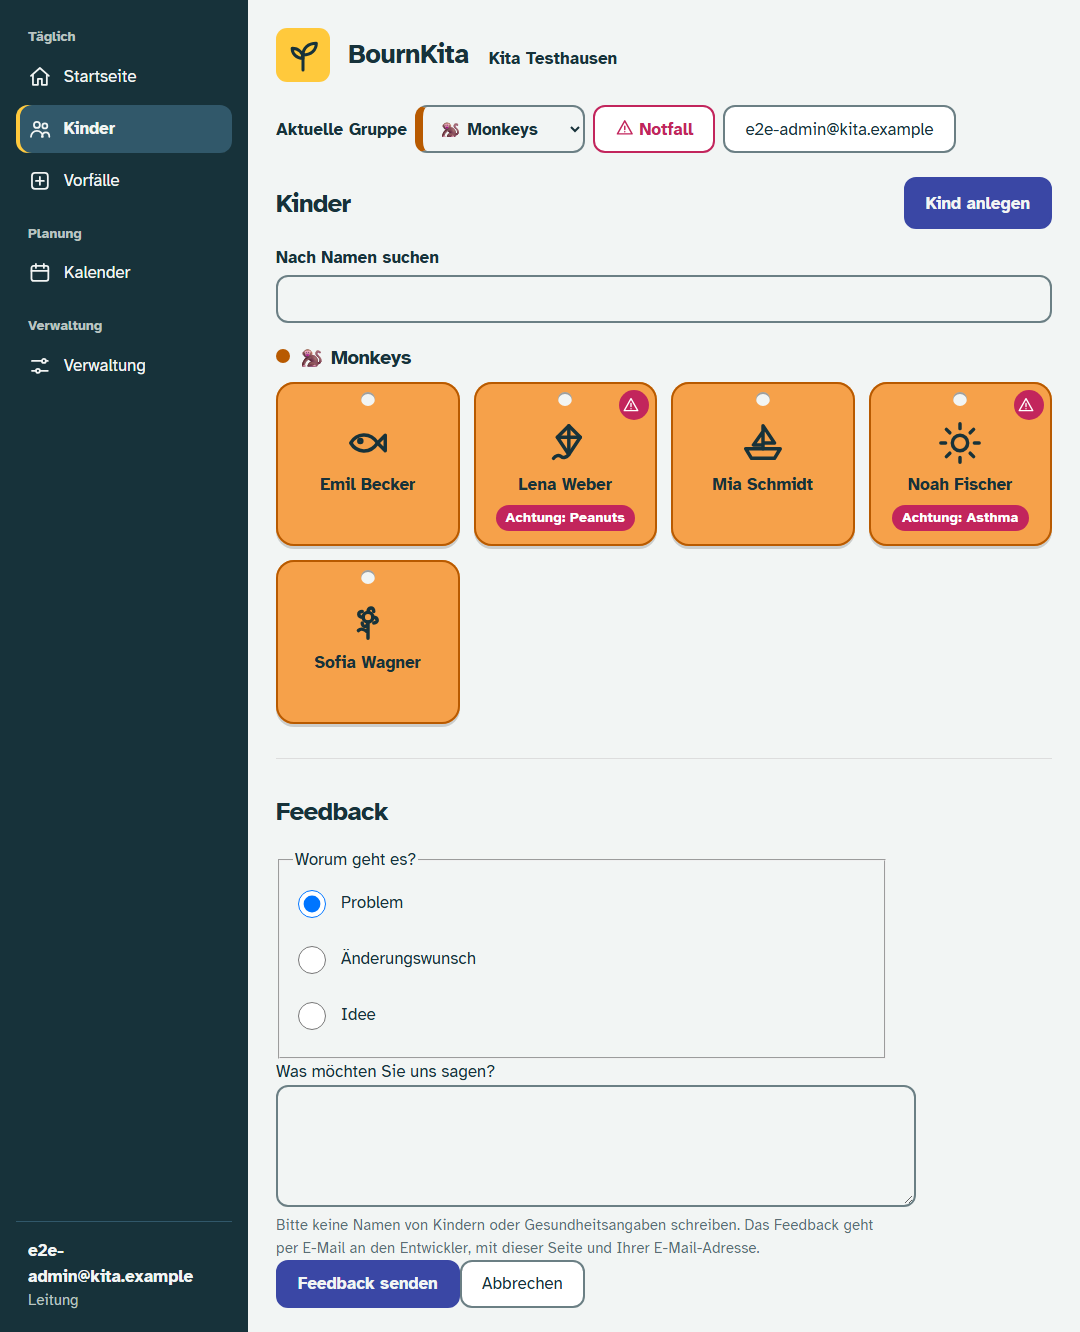 Täglich
Startseite
Kinder
Vorfälle
Planung
Kalender
Verwaltung
Verwaltung
e2e-
admin@kita.example
Leitung
BournKita
Kita Testhausen
Aktuelle Gruppe
Monkeys
Notfall
e2e-admin@kita.example
Kinder
Kind anlegen
Nach Namen suchen
Monkeys
Emil Becker
Lena Weber
Achtung: Peanuts
Mia Schmidt
Noah Fischer
Achtung: Asthma
Sofia Wagner
Feedback
Worum geht es?
Problem
Änderungswunsch
Idee
Was möchten Sie uns sagen?
Bitte keine Namen von Kindern oder Gesundheitsangaben schreiben. Das Feedback geht
per E-Mail an den Entwickler, mit dieser Seite und Ihrer E-Mail-Adresse.
Feedback senden
Abbrechen